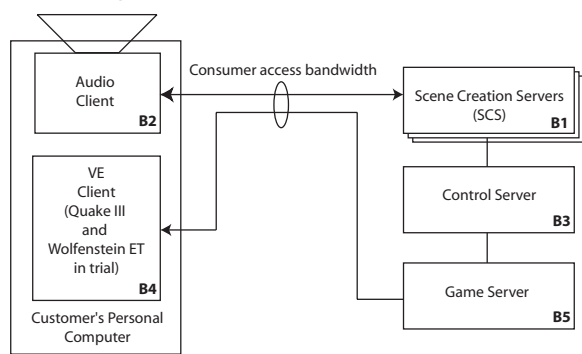 Consumer access bandwidth
Audio
Client
B2
Scene Creation Servers
(SCS)
B1
VE
Client
(Quake III
and
Wolfenstein ET
in trial)
B4
Control Server
B3
Game Server
B5
Customer's Personal
Computer